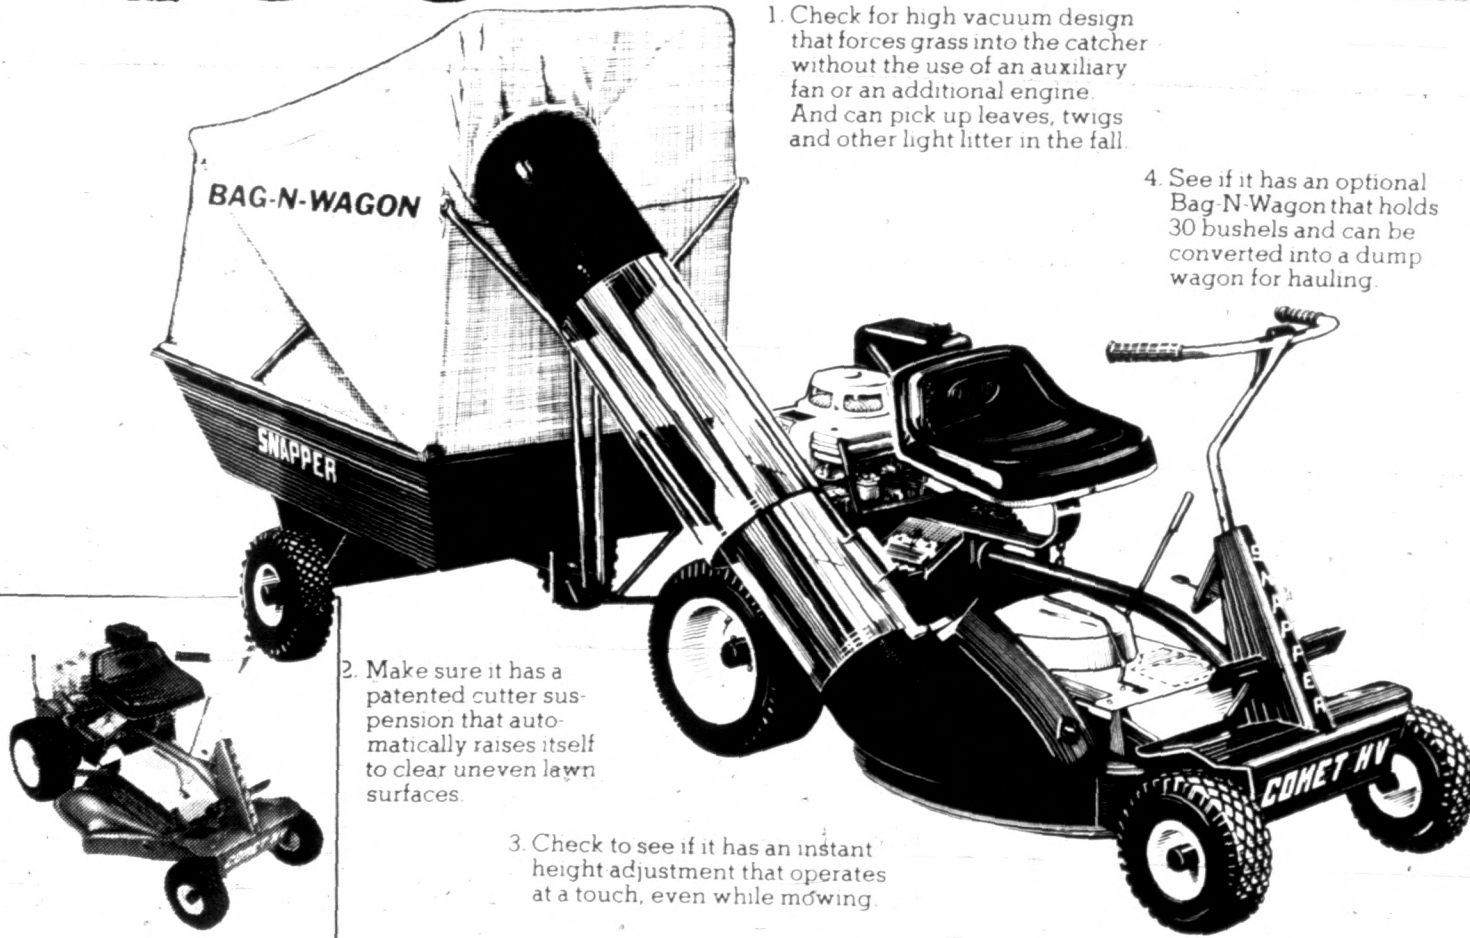 1. Check for high vacuum design
that forces grass into the catcher
without the use of an auxiliary
fan or an additional engine.
And can pick up leaves, twigs
and other light litter in the fall.
4. See if it has an optional
Bag-N-Wagon that holds
30 bushels and can be
converted into a dump
wagon for hauling.
BAG-N-WAGON
SNAPPER
SNAPPER
COMET HV
2. Make sure it has a
patented cutter sus-
pension that auto-
matically raises itself
to clear uneven lawn
surfaces.
3. Check to see if it has an instant
height adjustment that operates
at a touch, even while mowing.